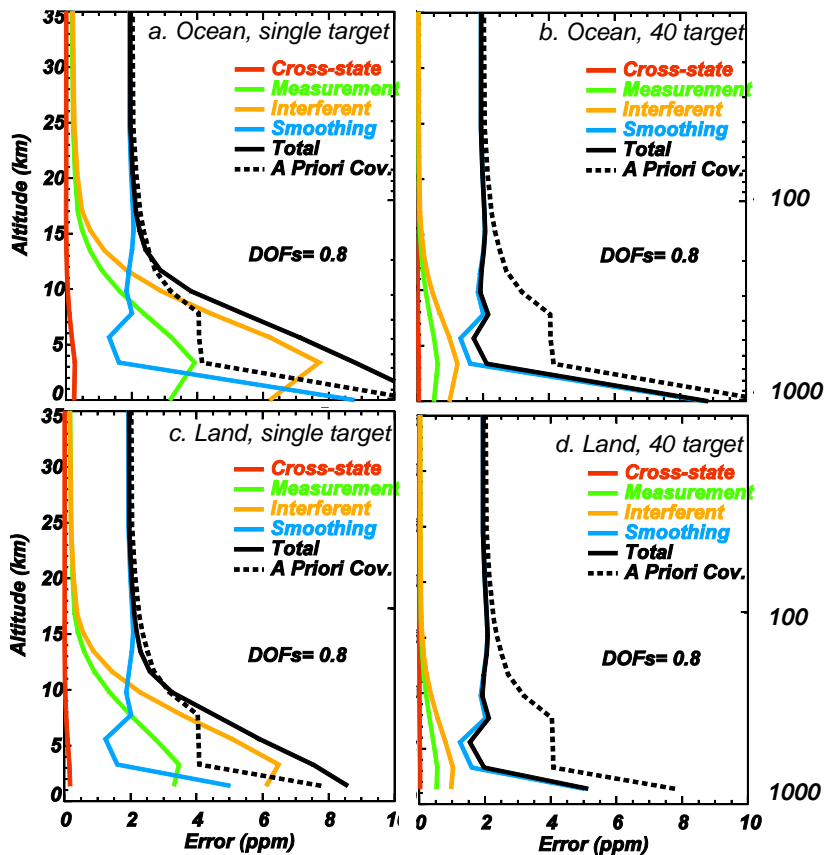 a. Ocean, single target
Cross-state
Measurement
Interferent
Smoothing
Total
A Priori Cov.
DOFs= 0.8
Altitude (km)
35
30
25
20
15
10
5
0
b. Ocean, 40 target
Cross-state
Measurement
Interferent
Smoothing
Total
A Priori Cov.
DOFs= 0.8
100
1000
c. Land, single target
Cross-state
Measurement
Interferent
Smoothing
Total
A Priori Cov.
DOFs= 0.8
Altitude (km)
35
30
25
20
15
10
5
0
0 2 4 6 8 10
Error (ppm)
d. Land, 40 target
Cross-state
Measurement
Interferent
Smoothing
Total
A Priori Cov.
DOFs= 0.8
100
1000
0 2 4 6 8 10
Error (ppm)